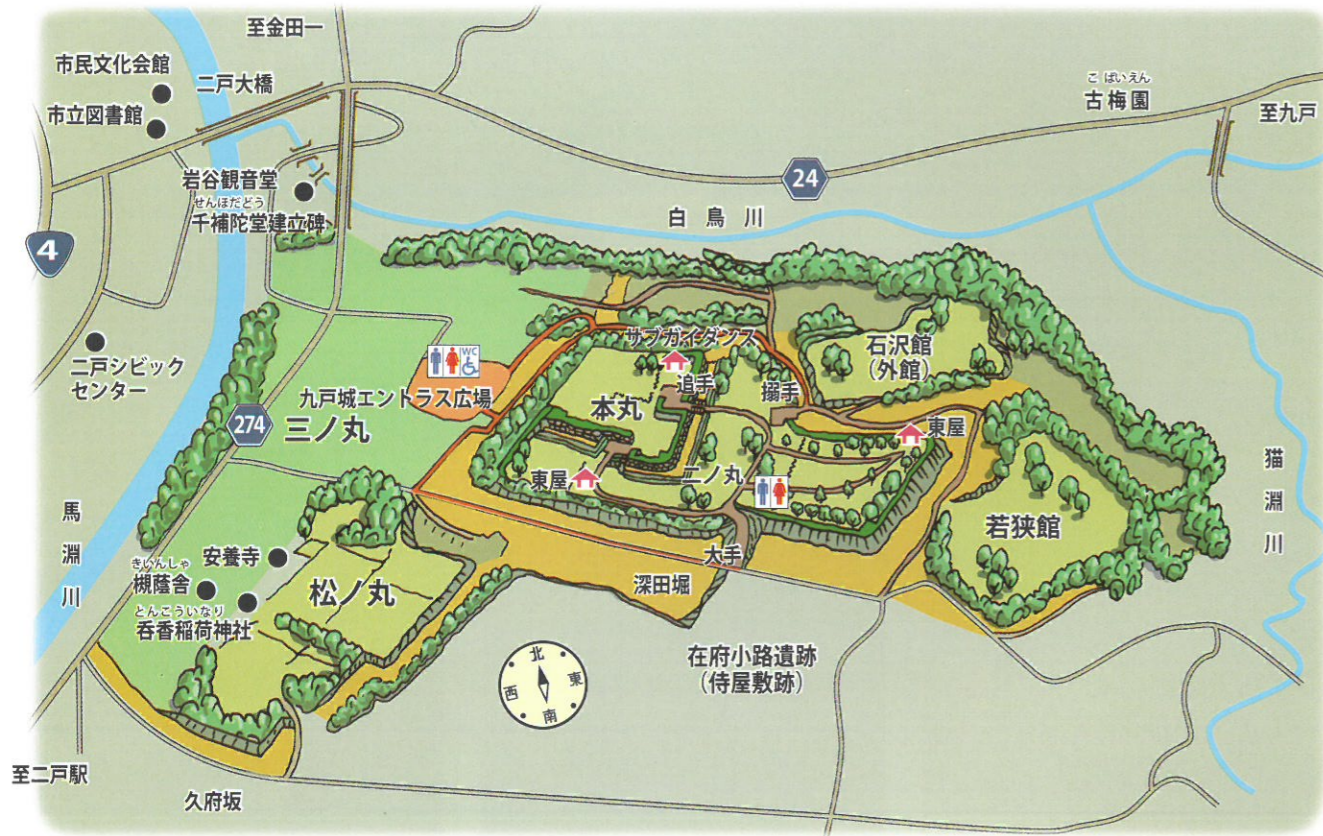 至金田一
市民文化会館
二戸大橋
市立図書館
こばいえん
古梅園
至九戸
岩谷観音堂
せんほだどう
千補陀堂建立碑
24
白鳥川
4
サブガイダンス
石沢館
(外館)
二戸シビック
センター
WC
追手
搦手
九戸城エントラス広場
本丸
274
三ノ丸
東屋
東屋
二ノ丸
猫淵川
馬淵川
若狭館
安養寺
大手
きいんしゃ
槻蔭舎
松ノ丸
深田堀
とんこういなり
呑香稲荷神社
北
西
東
南
在府小路遺跡
(侍屋敷跡)
至二戸駅
久府坂